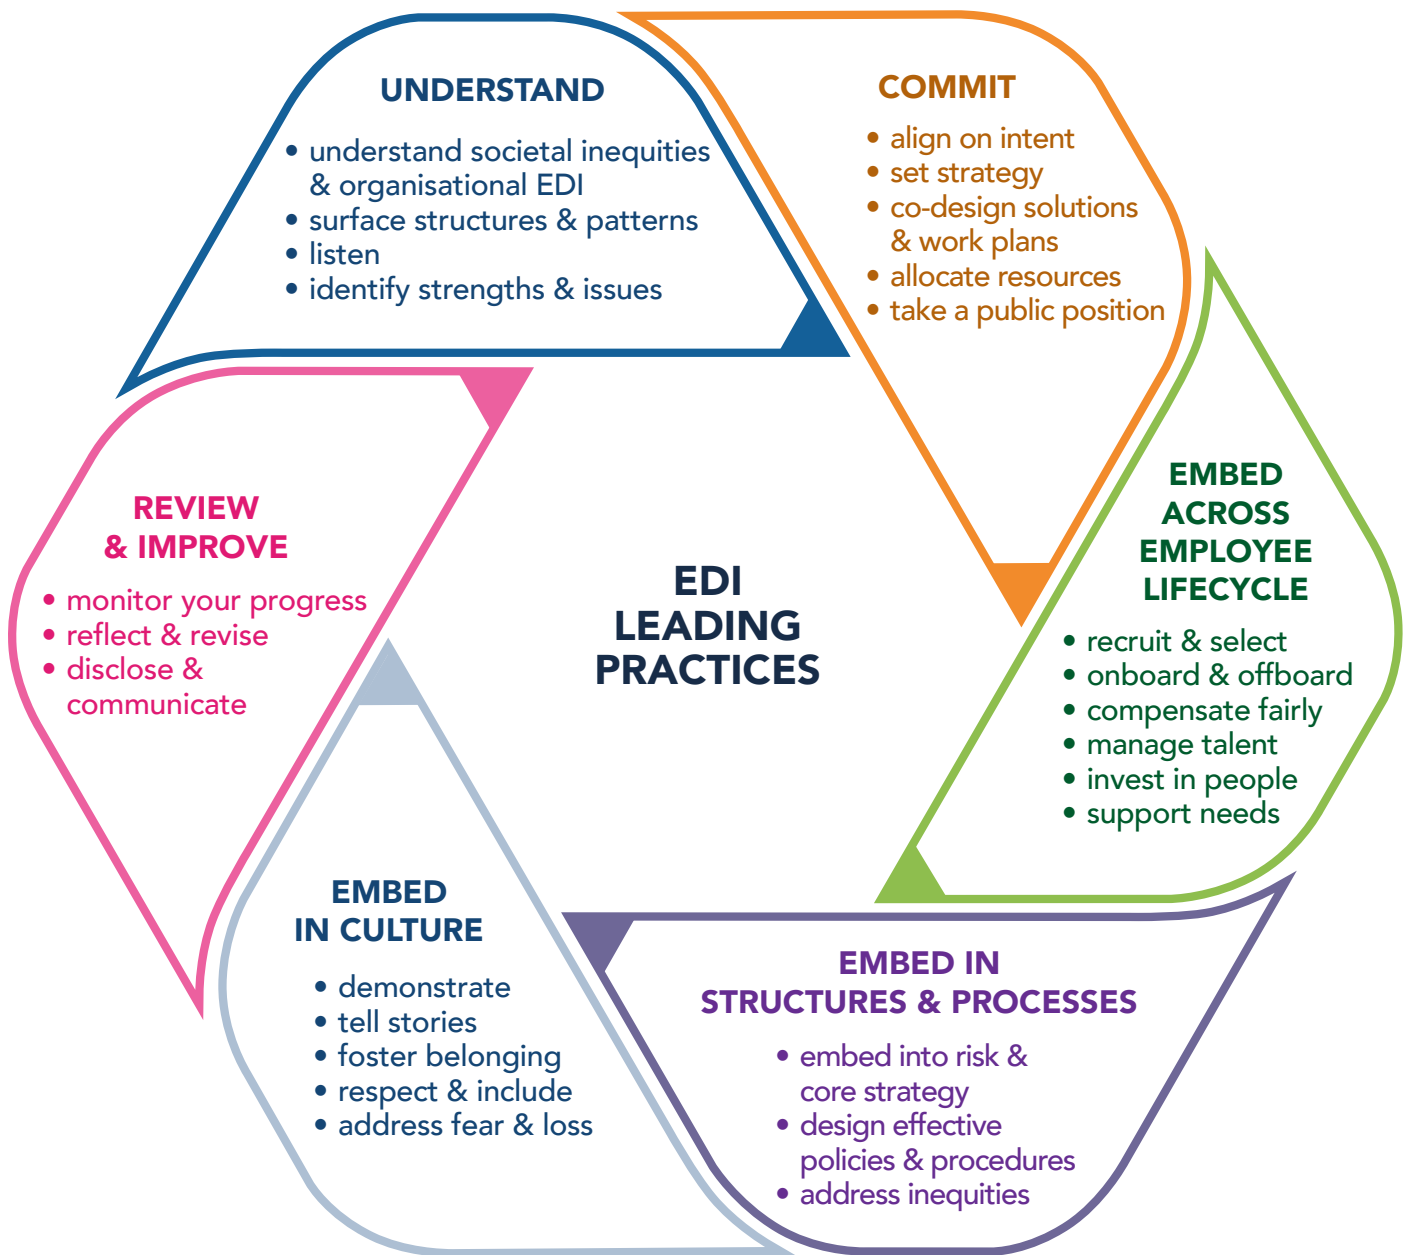 UNDERSTAND
• understand societal inequities
& organisational EDI
• surface structures & patterns
• listen
• identify strengths & issues
COMMIT
• align on intent
• set strategy
• co-design solutions
& work plans
• allocate resources
• take a public position
EMBED
ACROSS
EMPLOYEE
LIFECYCLE
• recruit & select
• onboard & offboard
• compensate fairly
• manage talent
• invest in people
• support needs
EMBED IN
STRUCTURES & PROCESSES
• embed into risk &
core strategy
• design effective
policies & procedures
• address inequities
EMBED
IN CULTURE
• demonstrate
• tell stories
• foster belonging
• respect & include
• address fear & loss
REVIEW
& IMPROVE
• monitor your progress
• reflect & revise
• disclose &
communicate
EDI
LEADING
PRACTICES